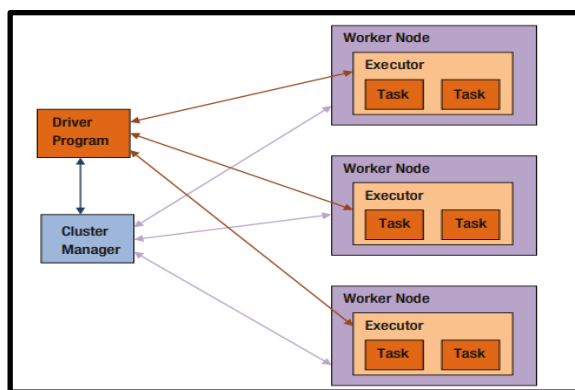 Worker Node
Executor
Task Task
Driver
Program
Worker Node
Executor
Task Task
Cluster
Manager
Worker Node
Executor
Task Task